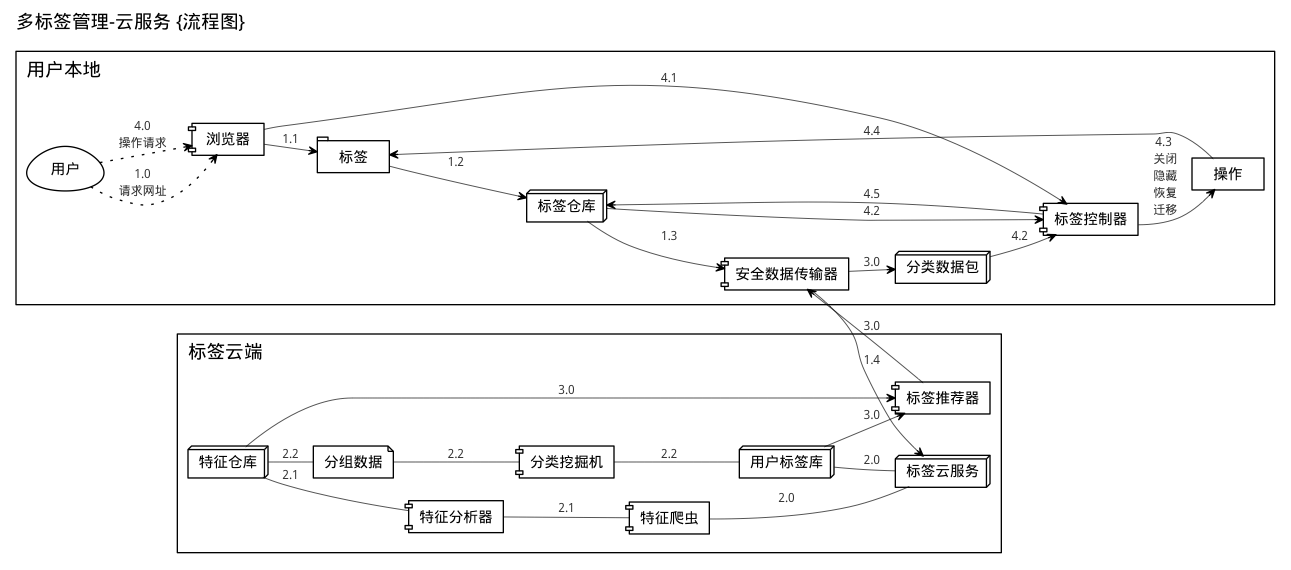 多标签管理-云服务 {流程图}
用户本地
4.1
4.0
操作请求
浏览器
1.1
4.4
4.3
关闭
隐藏
恢复
迁移
用户
标签
1.2
操作
1.0
请求网址
标签仓库
4.5
4.2
标签控制器
1.3
4.2
安全数据传输器
3.0
分类数据包
3.0
标签云端
1.4
3.0
标签推荐器
3.0
特征仓库
2.2
分组数据
2.2
分类挖掘机
2.2
用户标签库
2.0
标签云服务
2.1
特征分析器
2.1
特征爬虫
2.0